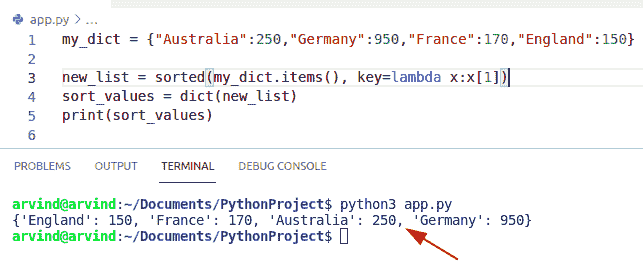 app.py > ...
1 my_dict = {"Australia":250,"Germany":950,"France":170,"England":150}
2
3 new_list = sorted(my_dict.items(), key=lambda x:x[1])
4 sort_values = dict(new_list)
5 print(sort_values)
6
PROBLEMS OUTPUT TERMINAL DEBUG CONSOLE
arvind@arvind:~/Documents/PythonProject$ python3 app.py
{'England': 150, 'France': 170, 'Australia': 250, 'Germany': 950}
arvind@arvind:~/Documents/PythonProject$